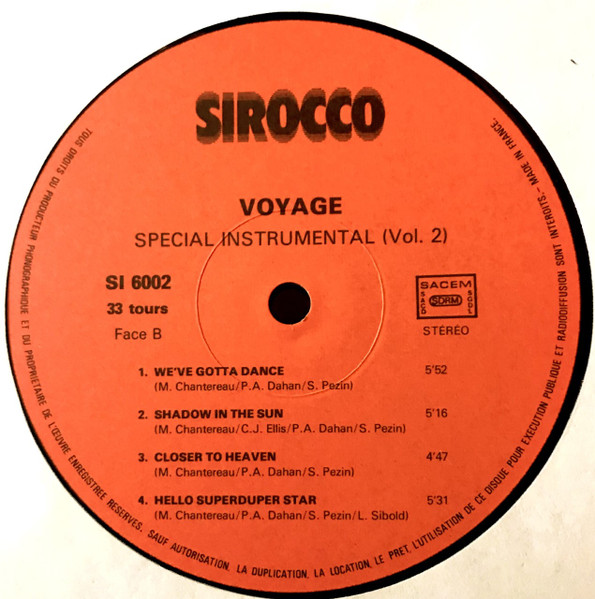 SIROCCO
VOYAGE
SPECIAL INSTRUMENTAL (Vol. 2)
SI 6002
33 tours
Face B
SACEM
SACD
SDRM
SGDL
STÉRÉO
1. WE'VE GOTTA DANCE 5'52
(M. Chantereau/P.A. Dahan/S. Pezin)
2. SHADOW IN THE SUN 5'16
(M. Chantereau/C.J. Ellis/P.A. Dahan/S. Pezin)
3. CLOSER TO HEAVEN 4'47
(M. Chantereau/P.A. Dahan/S. Pezin)
4. HELLO SUPERDUPER STAR 5'31
(M. Chantereau/P.A. Dahan/S. Pezin/L. Sibold)
TOUS DROITS DU PRODUCTEUR PHONOGRAPHIQUE ET DU PROPRIETAIRE DE L'ŒUVRE ENREGISTREE RESERVES. SAUF AUTORISATION, LA DUPLICATION, LA LOCATION, LE PRET, L'UTILISATION DE CE DISQUE POUR EXECUTION PUBLIQUE ET RADIODIFFUSION SONT INTERDITS.- MADE IN FRANCE.